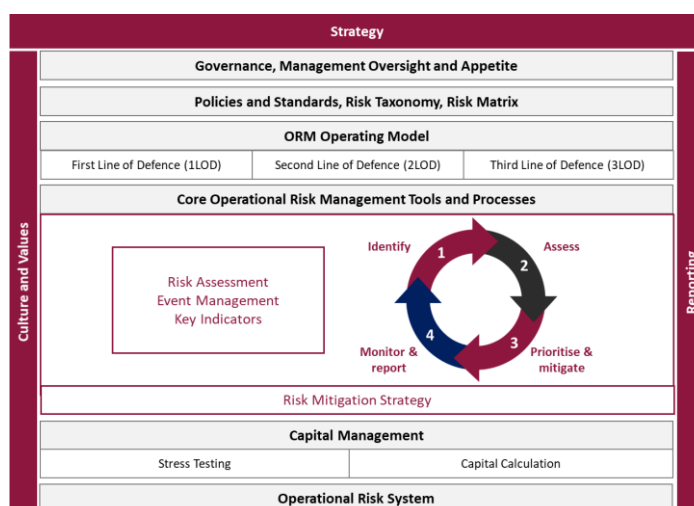 Strategy
Culture and Values
Governance, Management Oversight and Appetite
Policies and Standards, Risk Taxonomy, Risk Matrix
ORM Operating Model
First Line of Defence (1LOD)
Second Line of Defence (2LOD)
Third Line of Defence (3LOD)
Core Operational Risk Management Tools and Processes
Risk Assessment
Event Management
Key Indicators
Identify
1
Assess
2
Prioritise &
mitigate
3
Monitor &
report
4
Risk Mitigation Strategy
Capital Management
Stress Testing
Capital Calculation
Operational Risk System
Reporting